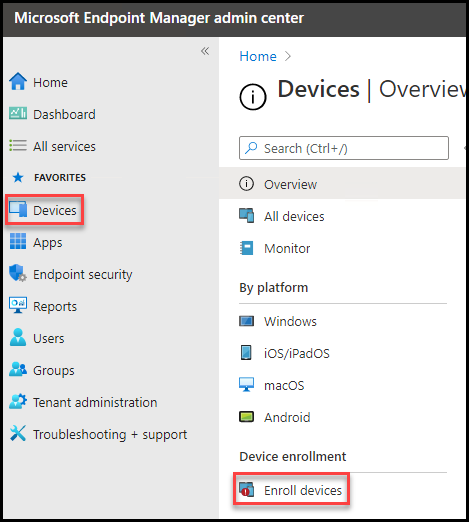 Microsoft Endpoint Manager admin center
«
Home
Dashboard
All services
FAVORITES
Devices
Apps
Endpoint security
Reports
Users
Groups
Tenant administration
Troubleshooting + support
Home >
Devices | Overview
Search (Ctrl+/)
Overview
All devices
Monitor
By platform
Windows
iOS/iPadOS
macOS
Android
Device enrollment
Enroll devices